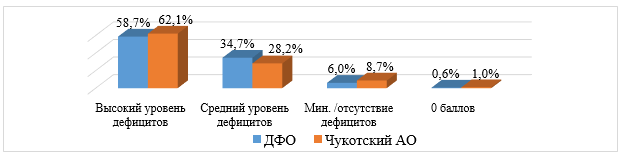 58,7% 62,1%
34,7% 28,2%
6,0% 8,7%
0,6% 1,0%
Высокий уровень
дефицитов
Средний уровень
дефицитов
Мин. /отсутствие
дефицитов
0 баллов
ДФО Чукотский АО